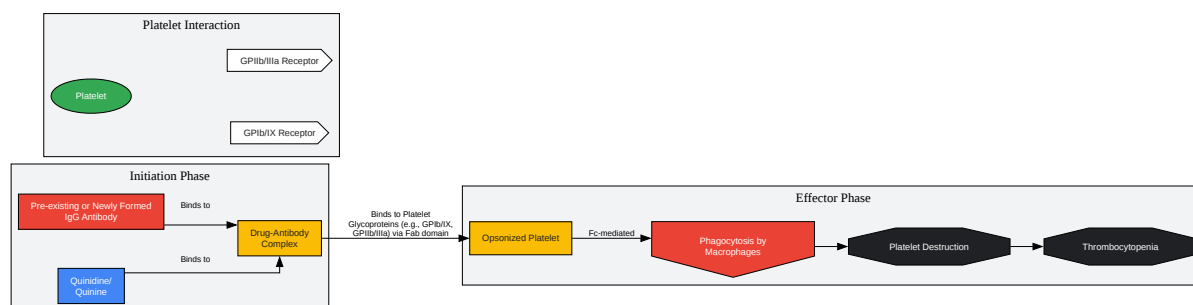 Platelet Interaction
GPIIb/IIIa Receptor
Platelet
GPIb/IX Receptor
Initiation Phase
Pre-existing or Newly Formed
IgG Antibody
Binds to
Drug-Antibody
Complex
Binds to
Quinidine/
Quinine
Binds to Platelet
Glycoproteins (e.g., GPIb/IX,
GPIIb/IIIa) via Fab domain
Effector Phase
Opsonized Platelet
Fc-mediated
Phagocytosis by
Macrophages
Platelet Destruction
Thrombocytopenia